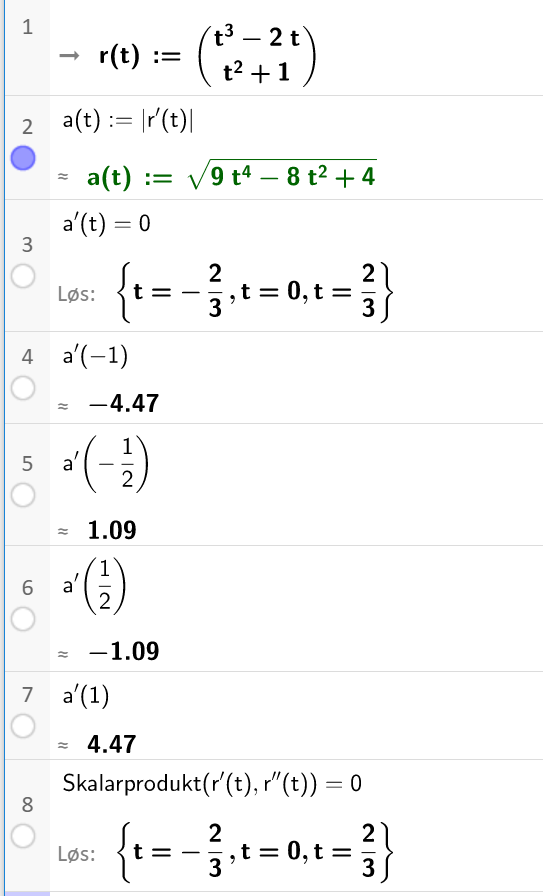 1
→ r(t) := (t³ − 2 t
t² + 1)
2
a(t) := |r′(t)|
≈ a(t) := √(9 t⁴ − 8 t² + 4)
3
a′(t) = 0
Løs: {t = −2/3, t = 0, t = 2/3}
4
a′(−1)
≈ −4.47
5
a′(−1/2)
≈ 1.09
6
a′(1/2)
≈ −1.09
7
a′(1)
≈ 4.47
8
Skalarprodukt(r′(t), r″(t)) = 0
Løs: {t = −2/3, t = 0, t = 2/3}